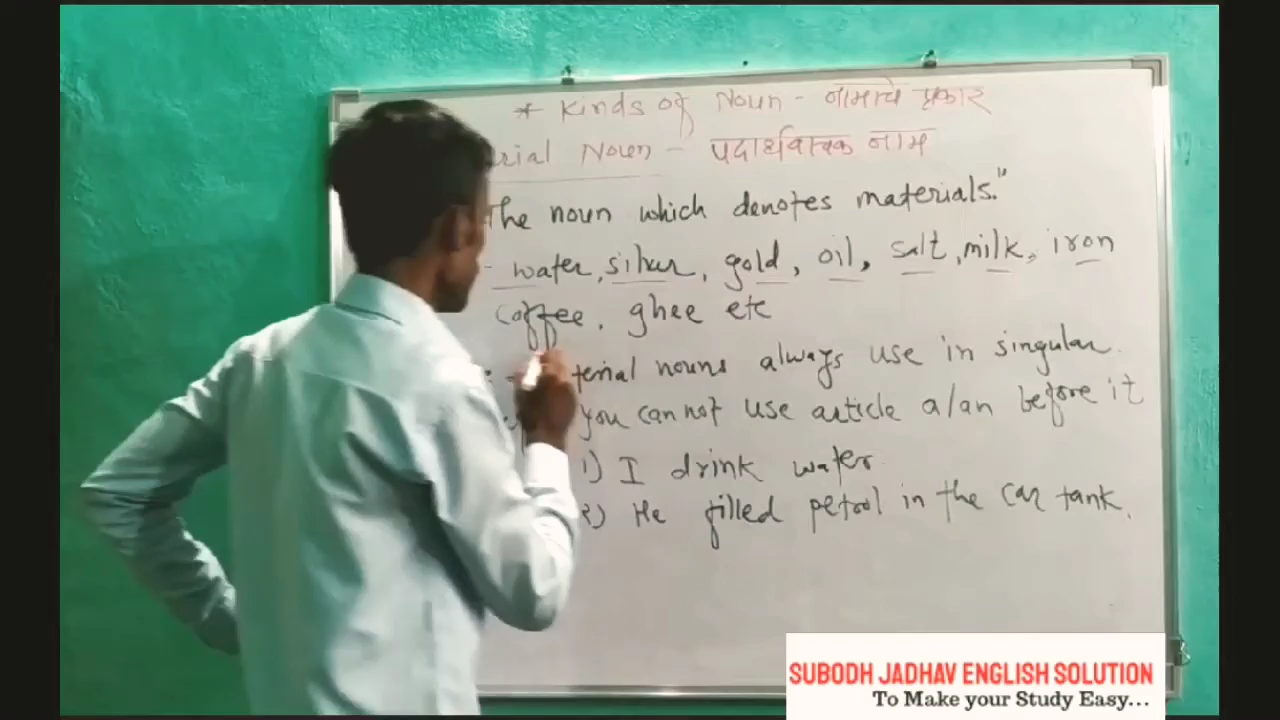 * Kinds of Noun - नामाचे प्रकार
rial Noun - पदार्थवाचक नाम
The noun which denotes materials."
- water, silver, gold, oil, salt, milk, iron
coffee, ghee etc
terial nouns always use in singular.
you cannot use article a/an before it
1) I drink water.
2) He filled petrol in the car tank.
SUBODH JADHAV ENGLISH SOLUTION
To Make your Study Easy...